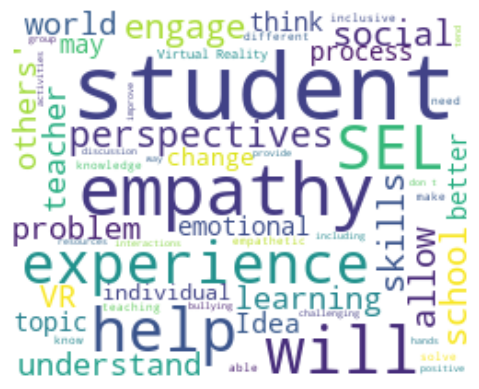 world engage think inclusive social
group may Virtual Reality different process
others' activities student improve need tend
teacher perspectives SEL
discussion knowledge may change provide better
empathy don t make
problem emotional skills allow school
resources interactions empathetic including
experience
VR individual learning
teaching bullying challenging
topic know help Idea will hands solve
understand able positive